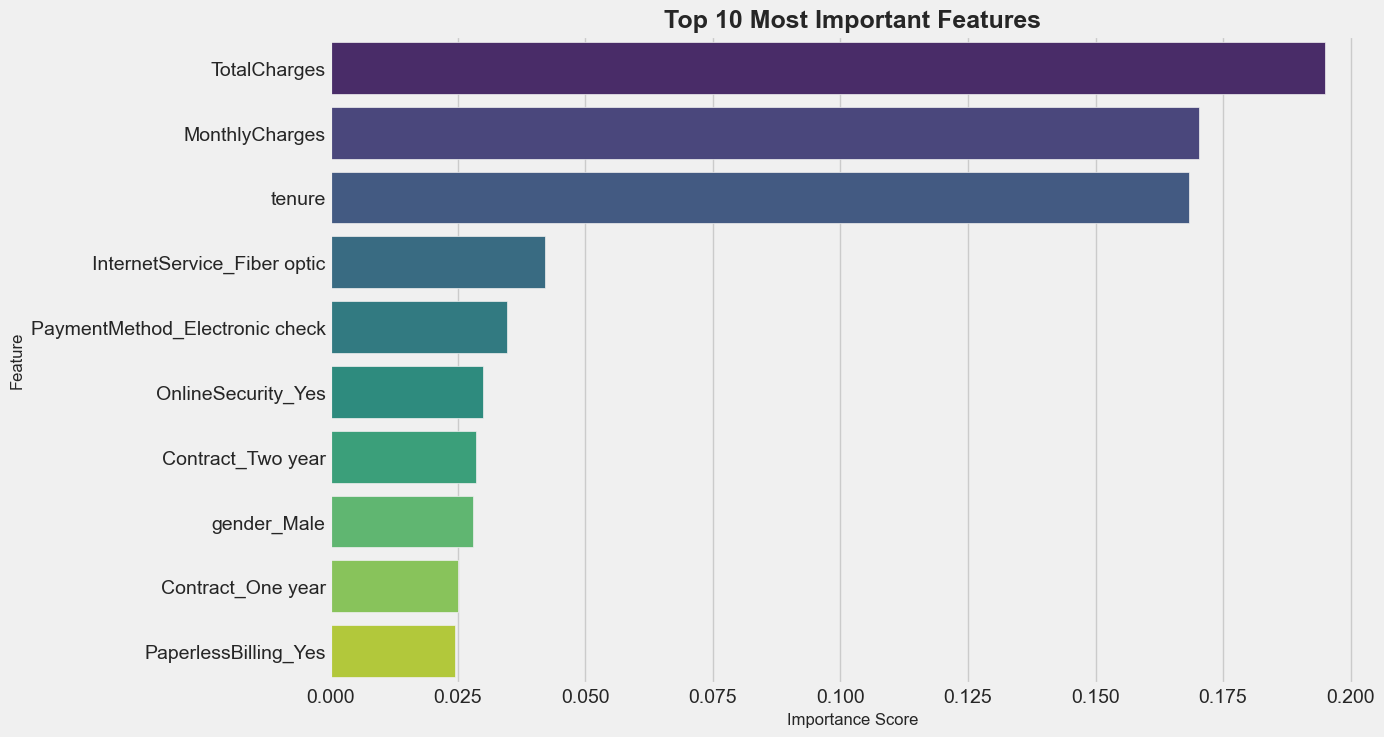 Top 10 Most Important Features
TotalCharges
MonthlyCharges
tenure
InternetService_Fiber optic
PaymentMethod_Electronic check
OnlineSecurity_Yes
Contract_Two year
gender_Male
Contract_One year
PaperlessBilling_Yes
Feature
0.000 0.025 0.050 0.075 0.100 0.125 0.150 0.175 0.200
Importance Score